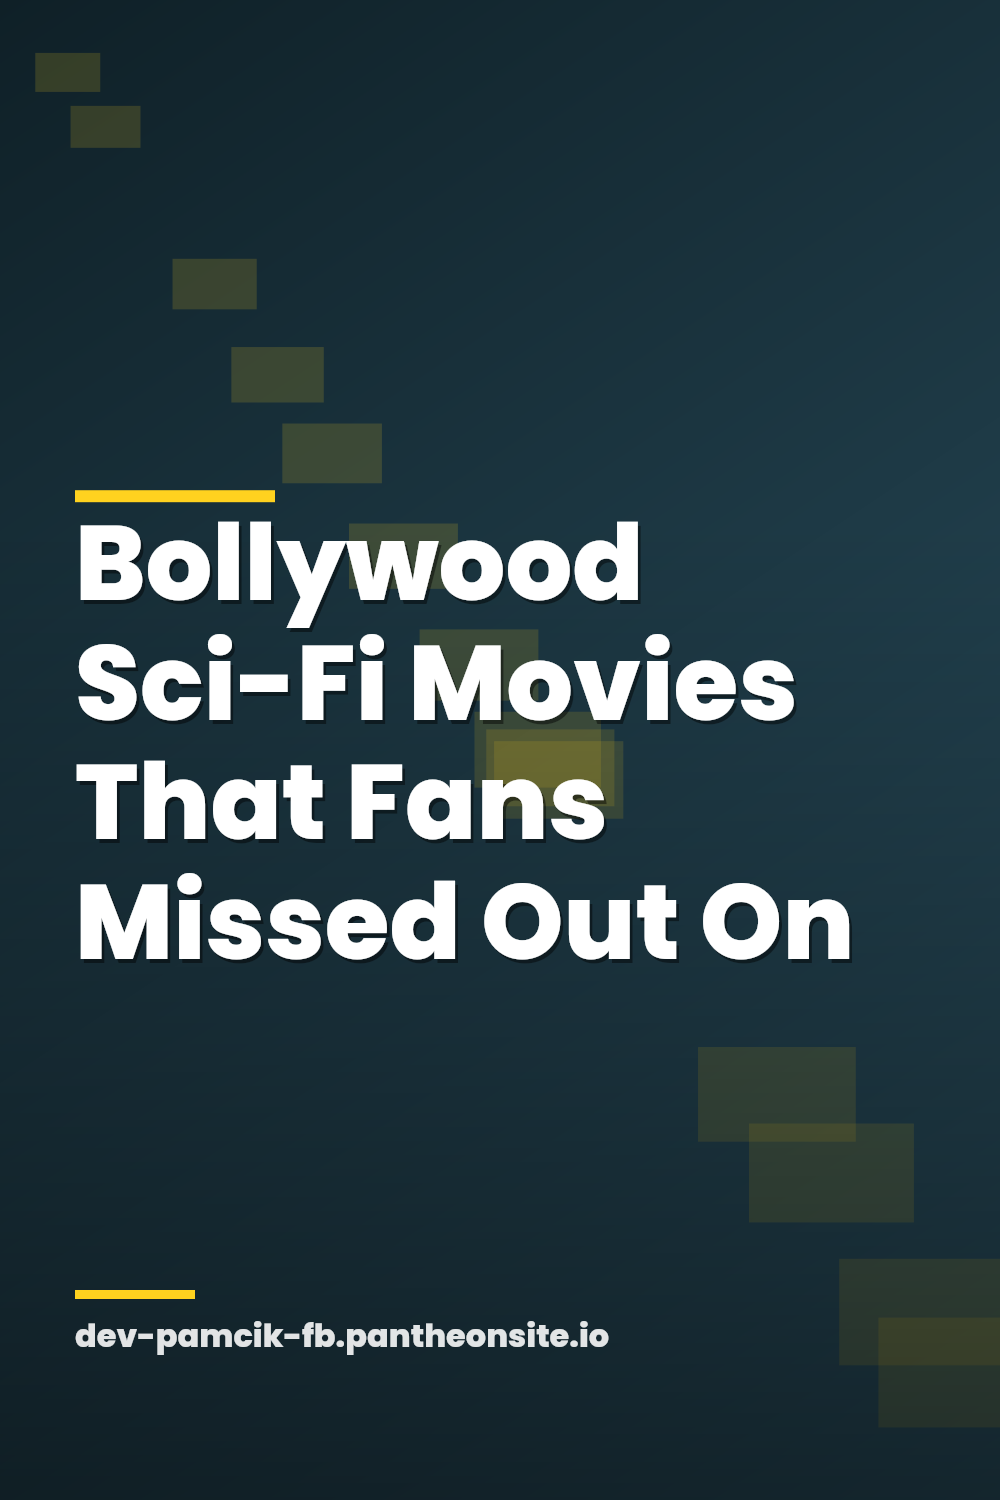 Bollywood
Sci-Fi Movies
That Fans
Missed Out On
dev-pamcik-fb.pantheonsite.io